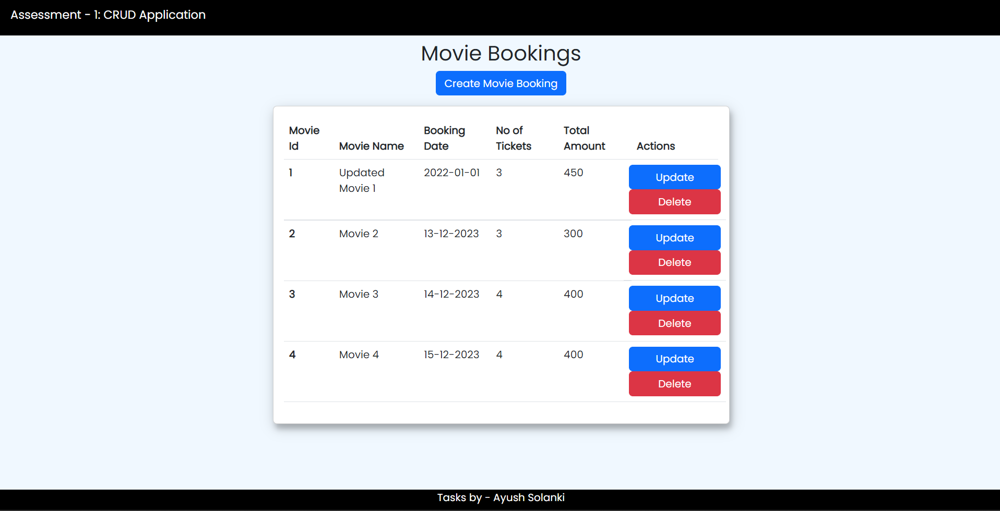 Assessment - 1: CRUD Application
Movie Bookings
Create Movie Booking
Movie Id Movie Name Booking Date No of Tickets Total Amount Actions
1 Updated Movie 1 2022-01-01 3 450 Update
Delete
2 Movie 2 13-12-2023 3 300 Update
Delete
3 Movie 3 14-12-2023 4 400 Update
Delete
4 Movie 4 15-12-2023 4 400 Update
Delete
Tasks by - Ayush Solanki